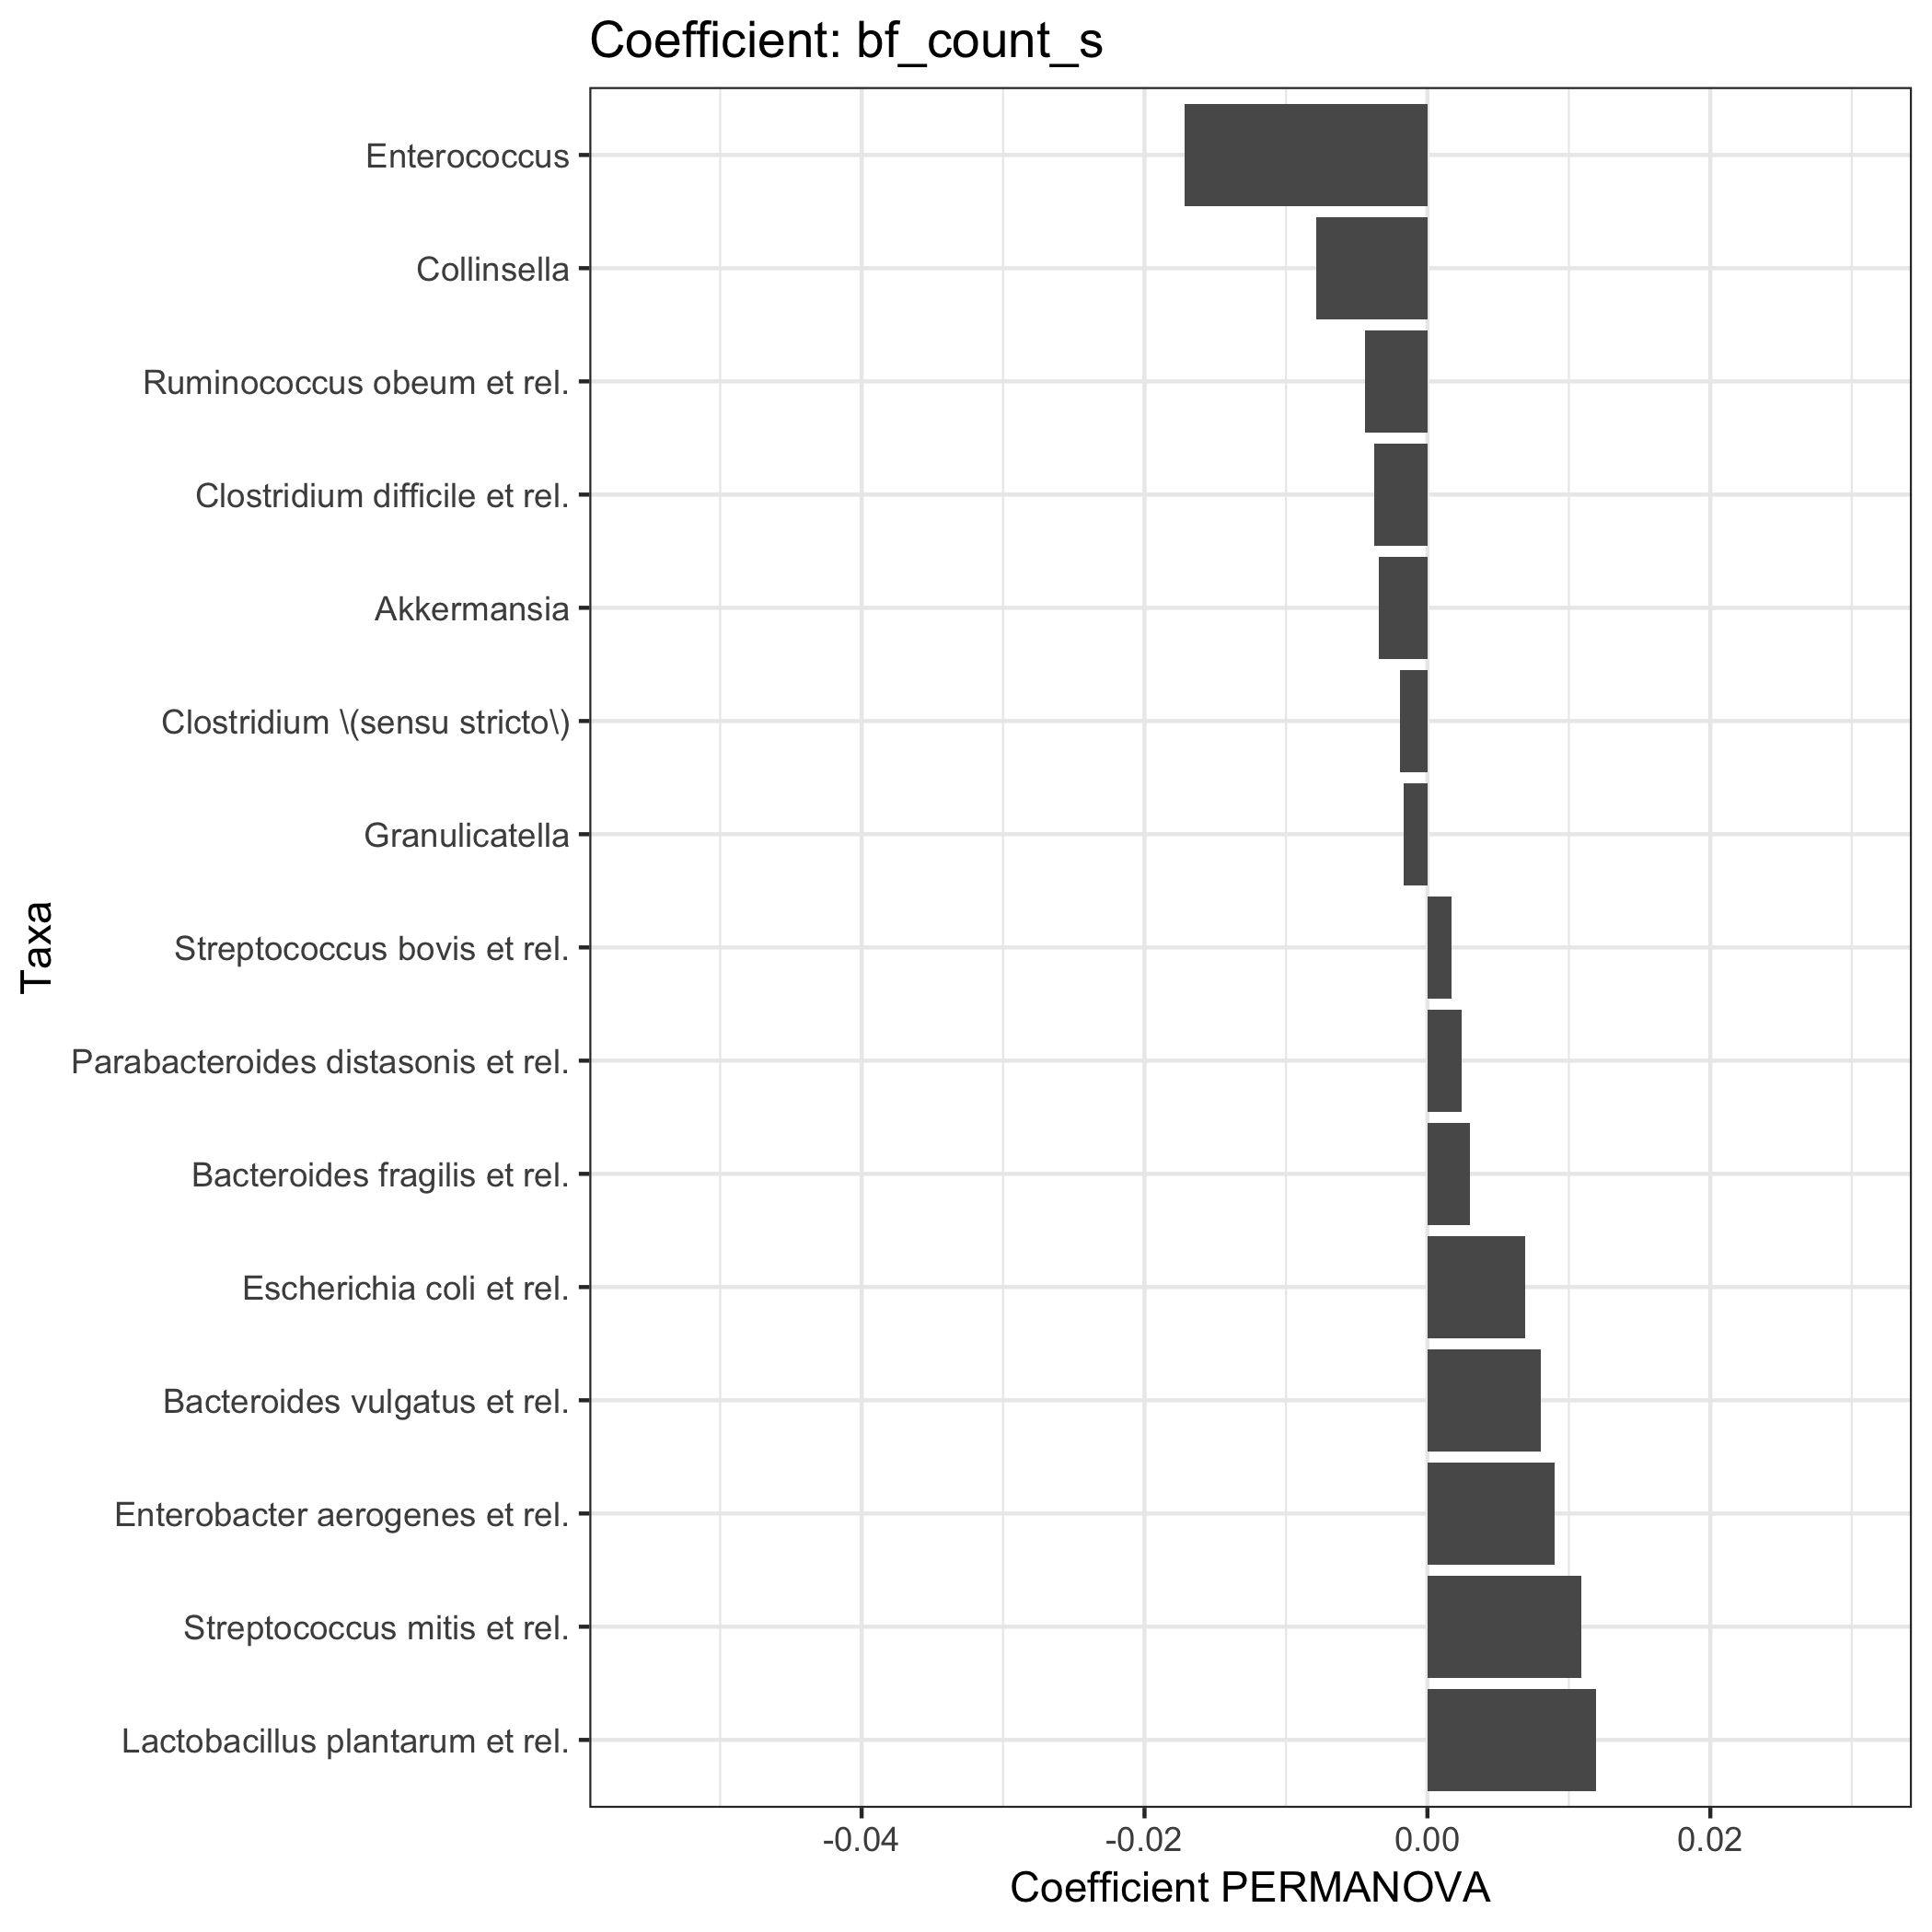 Coefficient: bf_count_s
Taxa
Enterococcus
Collinsella
Ruminococcus obeum et rel.
Clostridium difficile et rel.
Akkermansia
Clostridium \(sensu stricto\)
Granulicatella
Streptococcus bovis et rel.
Parabacteroides distasonis et rel.
Bacteroides fragilis et rel.
Escherichia coli et rel.
Bacteroides vulgatus et rel.
Enterobacter aerogenes et rel.
Streptococcus mitis et rel.
Lactobacillus plantarum et rel.
-0.04 -0.02 0.00 0.02
Coefficient PERMANOVA